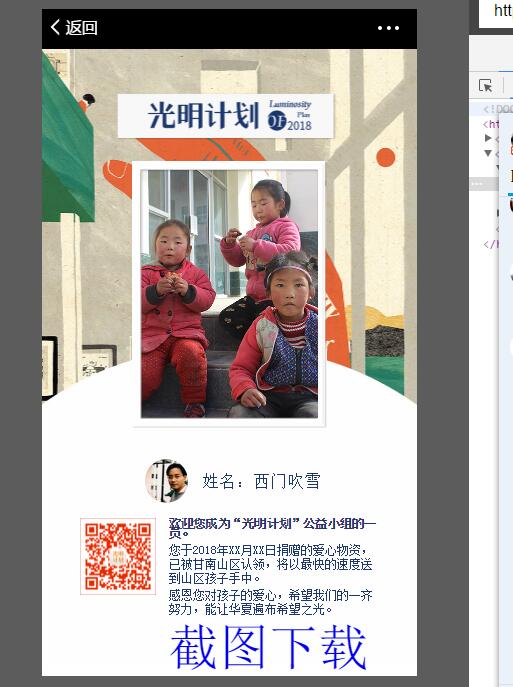 返回
光明计划
Luminosity
Plan
OF 2018
姓名：西门吹雪
欢迎您成为“光明计划”公益小组的一
员。
您于2018年XX月XX日捐赠的爱心物资，
已被甘南山区认领，将以最快的速度送
到山区孩子手中。
感恩您对孩子的爱心，希望我们的一齐
努力，能让华夏遍布希望之光。
截图下载